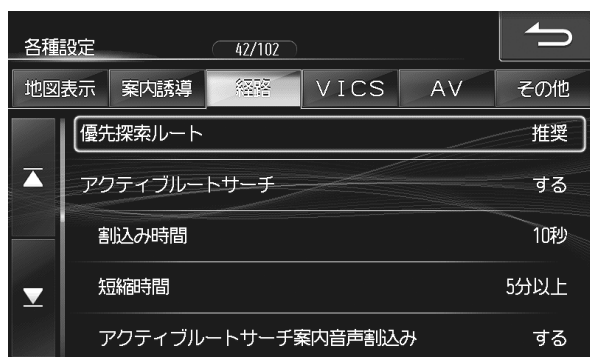 各種設定 42/102
地図表示 案内誘導 経路 VICS AV その他
優先探索ルート 推奨
アクティブルートサーチ する
割込み時間 10秒
短縮時間 5分以上
アクティブルートサーチ案内音声割込み する